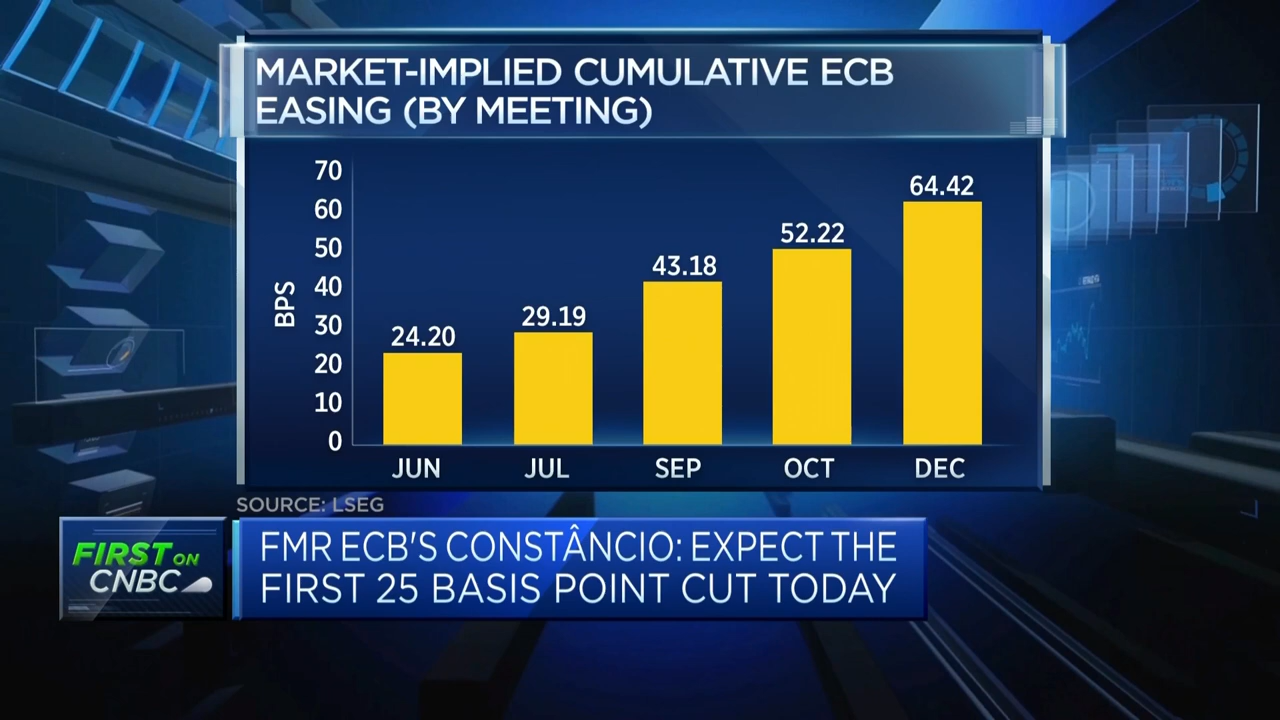 MARKET-IMPLIED CUMULATIVE ECB
EASING (BY MEETING)
BPS
70
60
50
40
30
20
10
0
24.20
29.19
43.18
52.22
64.42
JUN JUL SEP OCT DEC
SOURCE: LSEG
FIRST ON
CNBC
FMR ECB'S CONSTÂNCIO: EXPECT THE
FIRST 25 BASIS POINT CUT TODAY